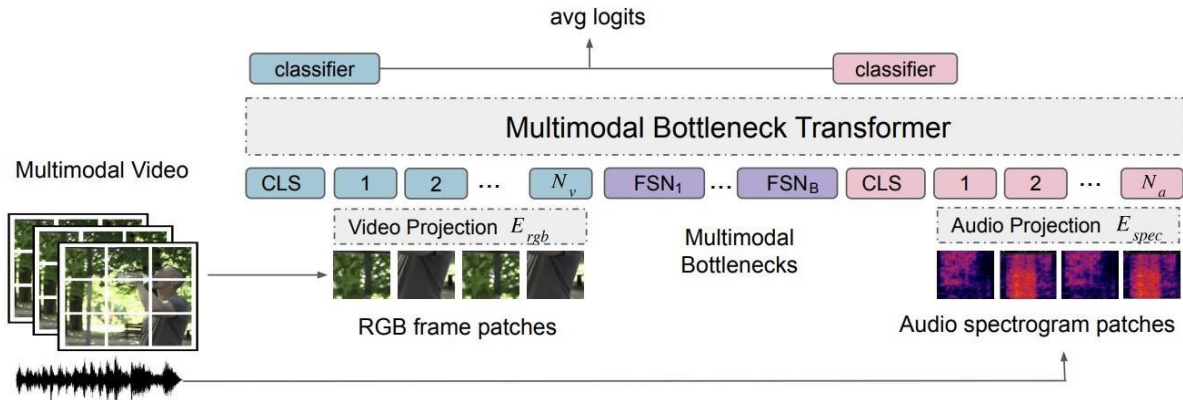 avg logits
classifier classifier
Multimodal Bottleneck Transformer
Multimodal Video
CLS 1 2 ... N_v FSN_1 ... FSN_B CLS 1 2 ... N_a
Video Projection E_rgb
Audio Projection E_spec
Multimodal
Bottlenecks
RGB frame patches
Audio spectrogram patches